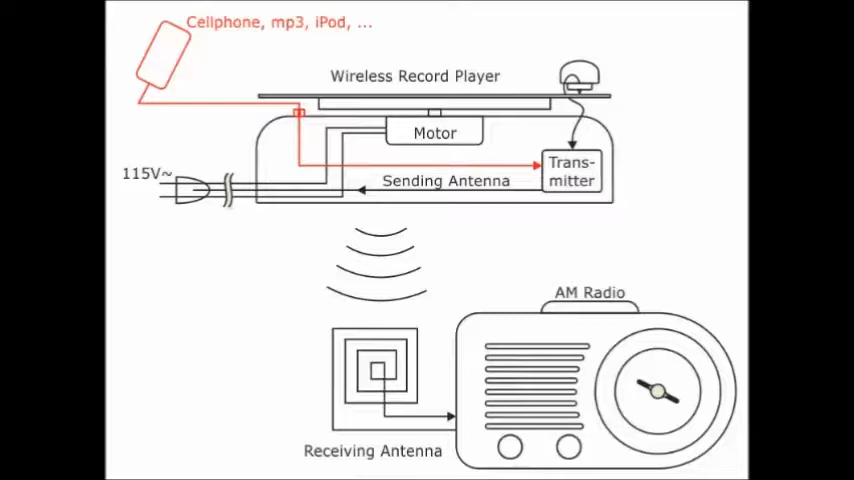 Cellphone, mp3, iPod, ...
Wireless Record Player
Motor
115V~
Sending Antenna
Trans-
mitter
AM Radio
Receiving Antenna